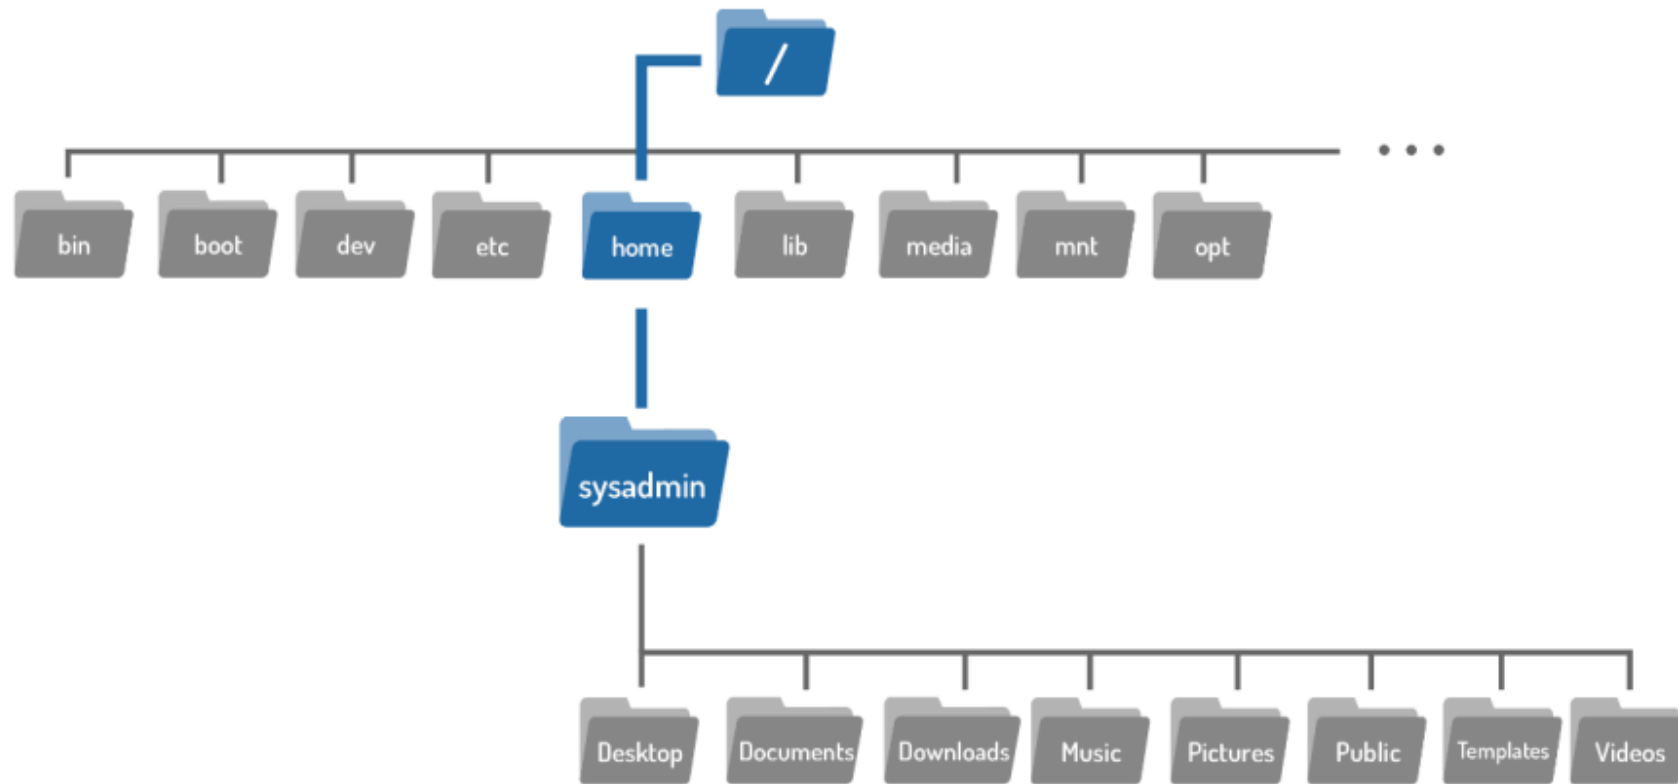 /
bin
boot
dev
etc
home
lib
media
mnt
opt
sysadmin
Desktop
Documents
Downloads
Music
Pictures
Public
Templates
Videos